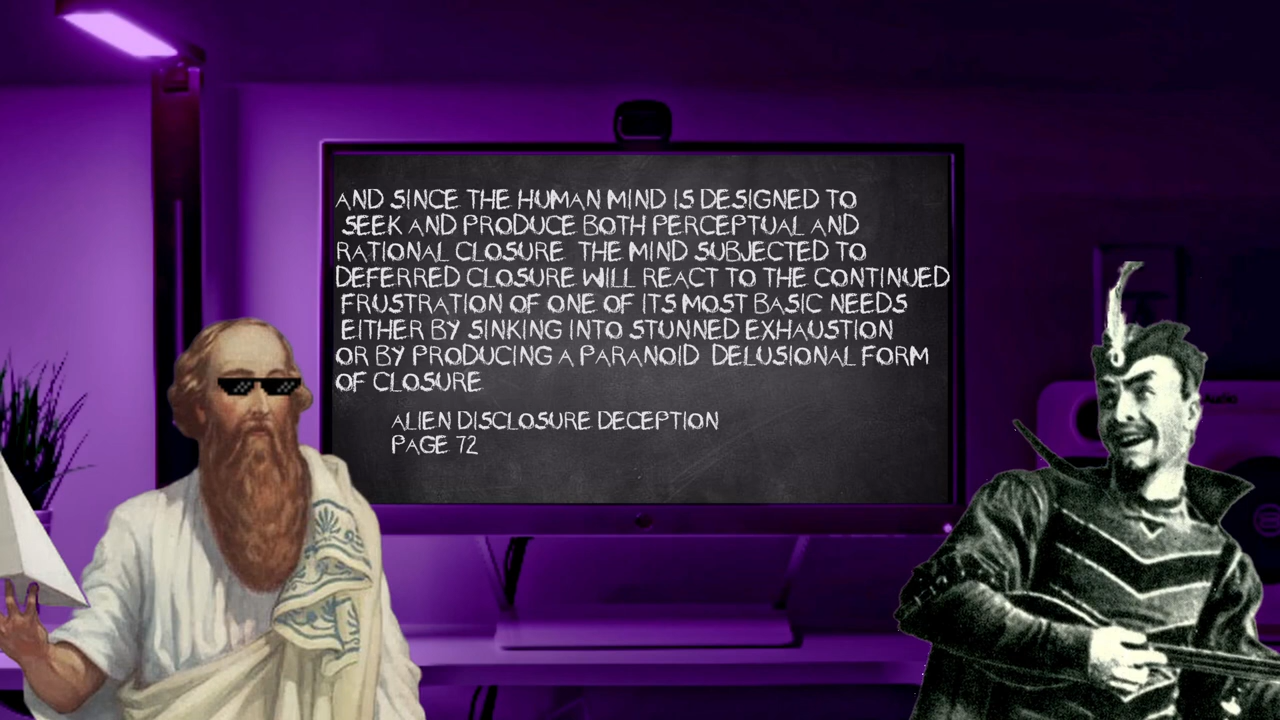 AND SINCE THE HUMAN MIND IS DESIGNED TO
SEEK AND PRODUCE BOTH PERCEPTUAL AND
RATIONAL CLOSURE THE MIND SUBJECTED TO
DEFERRED CLOSURE WILL REACT TO THE CONTINUED
FRUSTRATION OF ONE OF ITS MOST BASIC NEEDS
EITHER BY SINKING INTO STUNNED EXHAUSTION
OR BY PRODUCING A PARANOID DELUSIONAL FORM
OF CLOSURE
ALIEN DISCLOSURE DECEPTION
PAGE 72
Audio